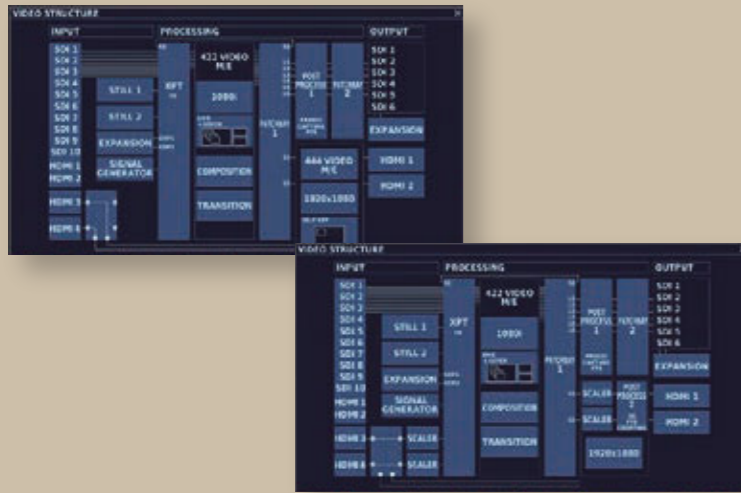 VIDEO STRUCTURE
INPUT
PROCESSING
OUTPUT
SDI 1
SDI 2
SDI 3
SDI 4
SDI 5
SDI 6
SDI 7
SDI 8
SDI 9
SDI 10
HDMI 1
HDMI 2
HDMI 3
HDMI 4
STILL 1
STILL 2
EXPANSION
SIGNAL
GENERATOR
XPT
422 VIDEO
M/E
1080i
COMPOSITION
TRANSITION
PATCHBAY
1
POST
PROCESS
1
PATCHBAY
2
444 VIDEO
M/E
1920x1080
SELF KEY
SDI 1
SDI 2
SDI 3
SDI 4
SDI 5
SDI 6
EXPANSION
HDMI 1
HDMI 2
VIDEO STRUCTURE
INPUT
PROCESSING
OUTPUT
SDI 1
SDI 2
SDI 3
SDI 4
SDI 5
SDI 6
SDI 7
SDI 8
SDI 9
SDI 10
HDMI 1
HDMI 2
HDMI 3
HDMI 4
STILL 1
STILL 2
EXPANSION
SIGNAL
GENERATOR
SCALER
SCALER
XPT
422 VIDEO
M/E
1080i
COMPOSITION
TRANSITION
PATCHBAY
1
POST
PROCESS
1
PATCHBAY
2
SCALER
SCALER
POST
PROCESS
2
1920x1080
SDI 1
SDI 2
SDI 3
SDI 4
SDI 5
SDI 6
EXPANSION
HDMI 1
HDMI 2